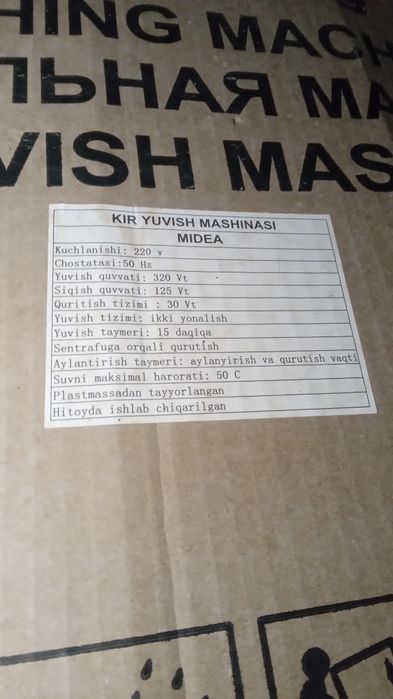 HING MACH
ЛЬНАЯ МА
VISH MAS
KIR YUVISH MASHINASI
MIDEA
Kuchlanishi: 220 v
Chostatasi:50 Hz
Yuvish quvvati: 320 Vt
Siqish quvvati: 125 Vt
Quritish tizimi : 30 Vt
Yuvish tizimi: ikki yonalish
Yuvish taymeri: 15 daqiqa
Sentrafuga orqali qurutish
Aylantirish taymeri: aylanyirish va qurutish vaqti
Suvni maksimal harorati: 50 C
Plastmassadan tayyorlangan
Hitoyda ishlab chiqarilgan